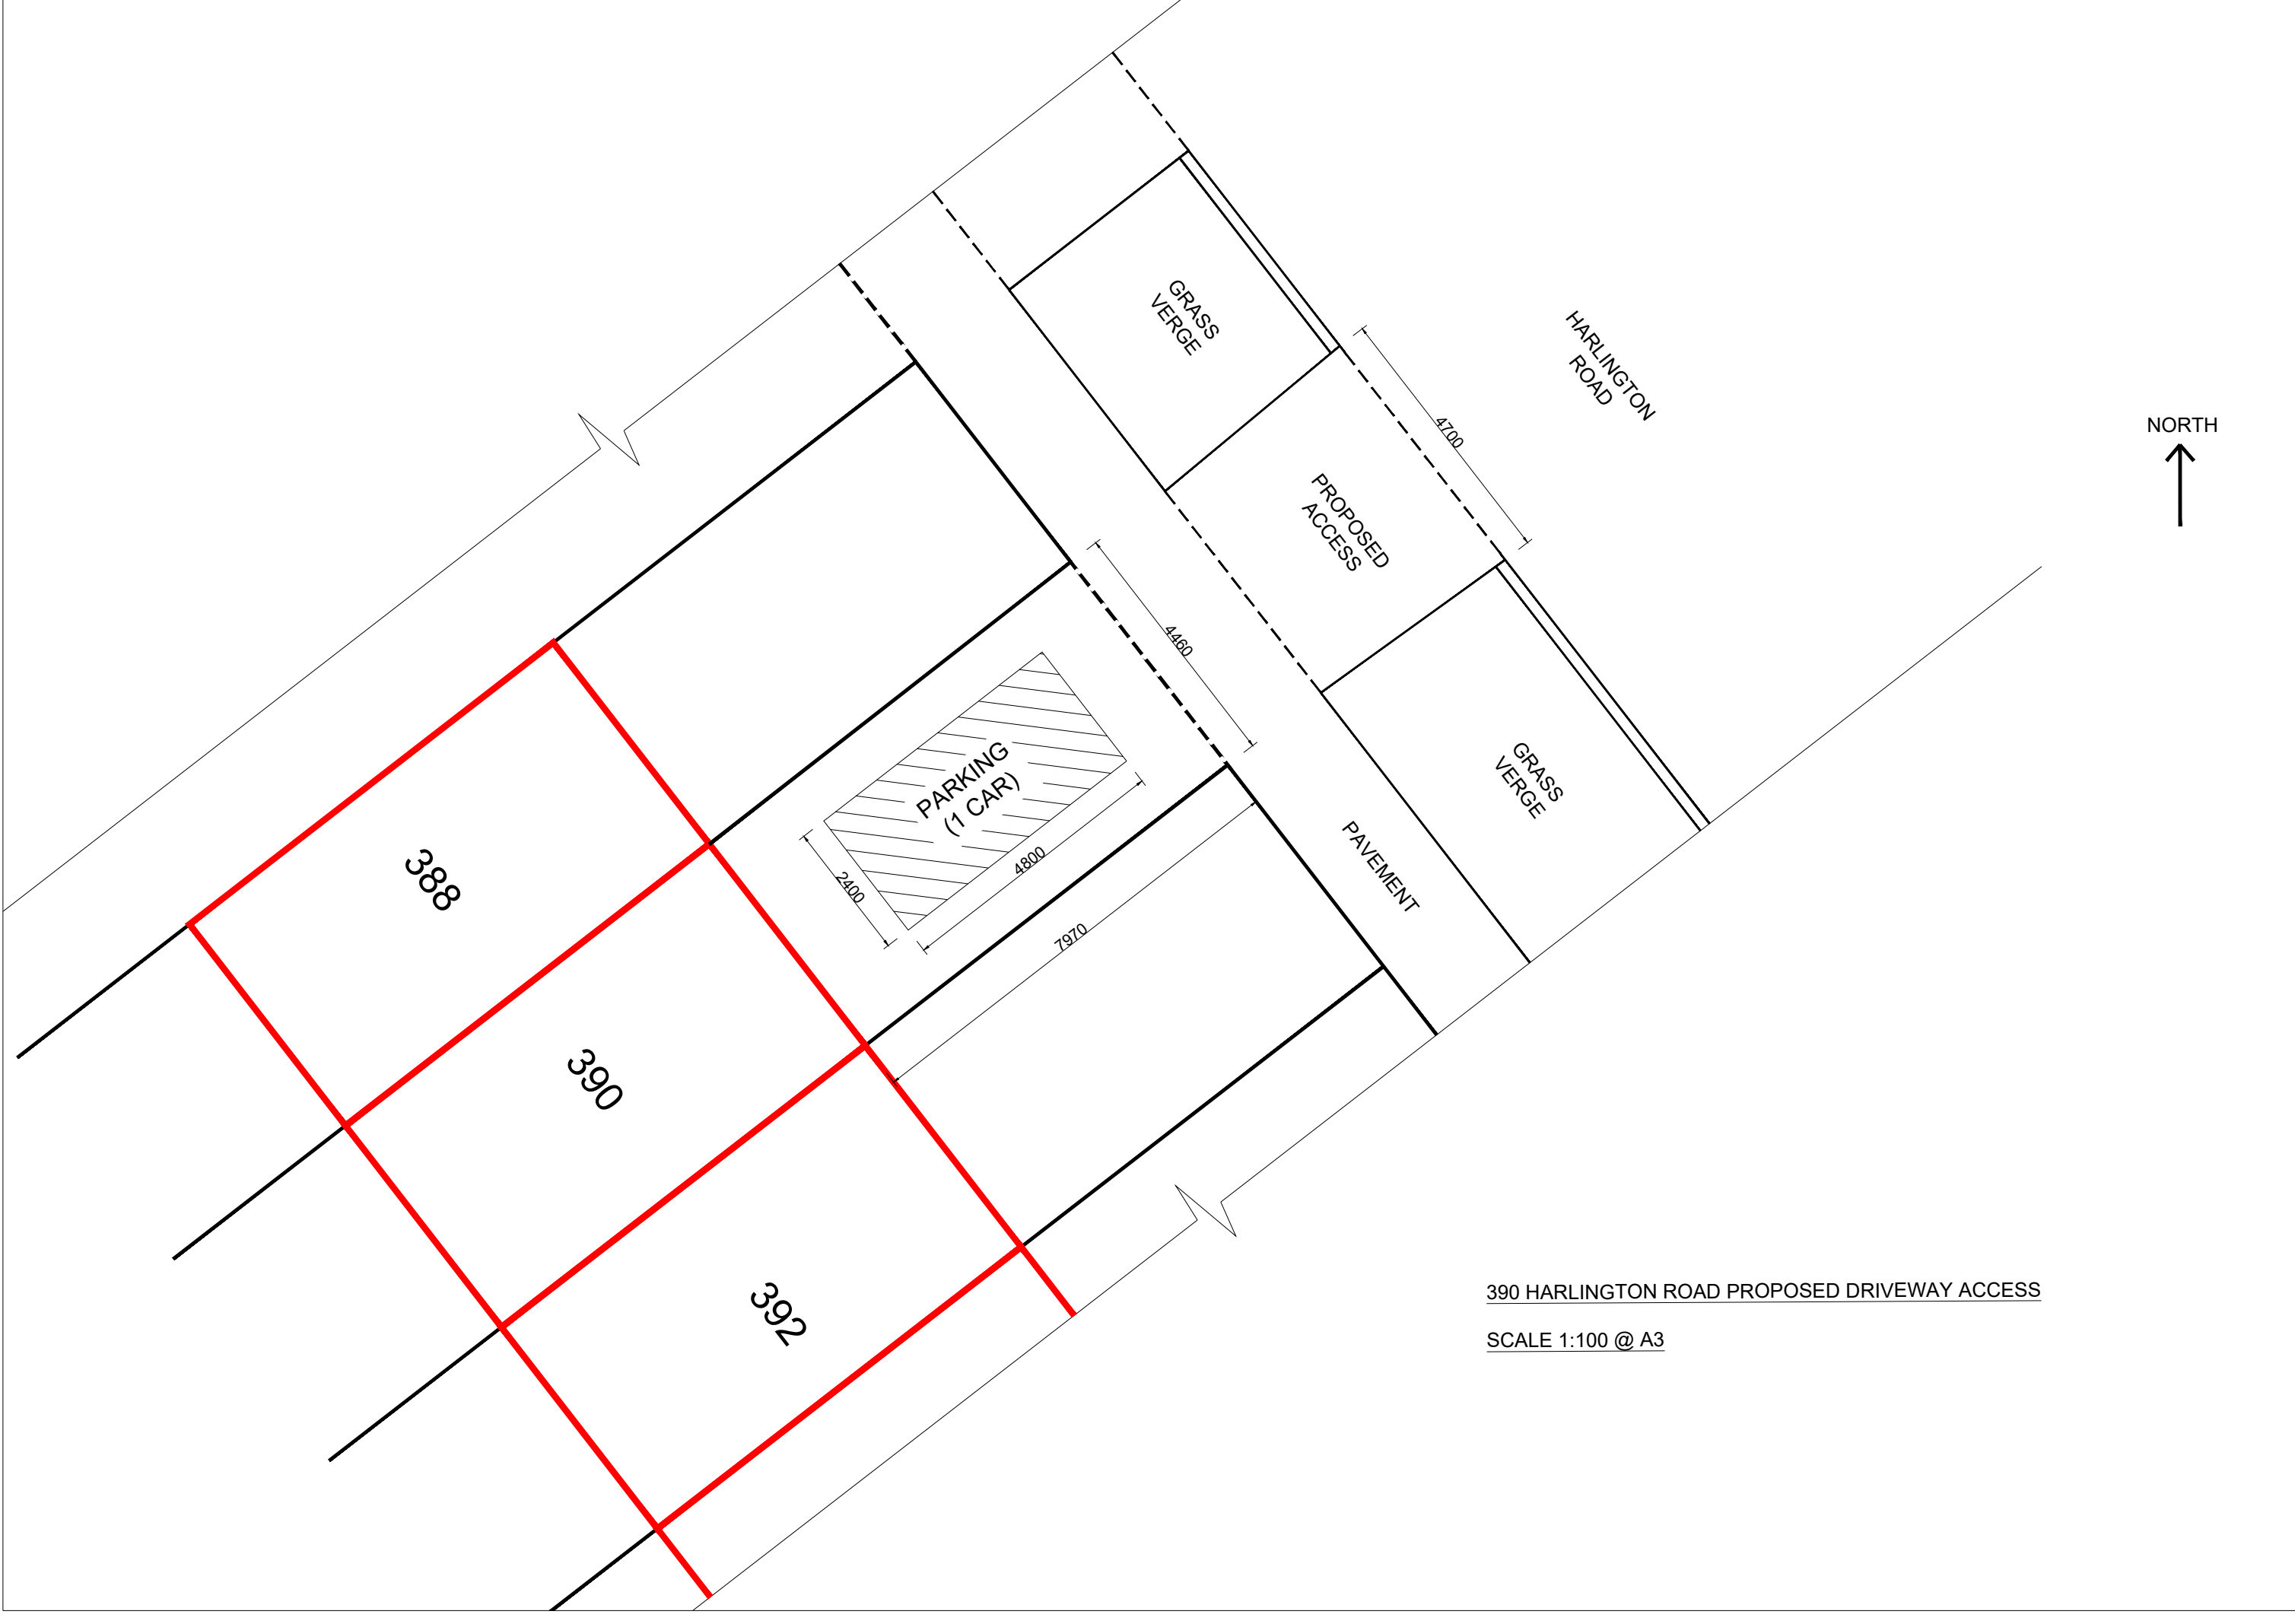 GRASS
VERGE
HARLINGTON
ROAD
4700
NORTH
PROPOSED
ACCESS
4460
PARKING
(1 CAR)
4800
2400
7970
GRASS
VERGE
PAVEMENT
388
390
392
390 HARLINGTON ROAD PROPOSED DRIVEWAY ACCESS
SCALE 1:100 @ A3